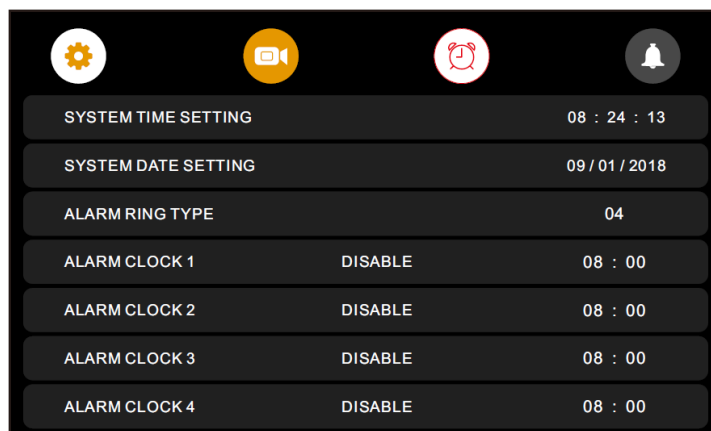 SYSTEM TIME SETTING 08 : 24 : 13
SYSTEM DATE SETTING 09 / 01 / 2018
ALARM RING TYPE 04
ALARM CLOCK 1 DISABLE 08 : 00
ALARM CLOCK 2 DISABLE 08 : 00
ALARM CLOCK 3 DISABLE 08 : 00
ALARM CLOCK 4 DISABLE 08 : 00